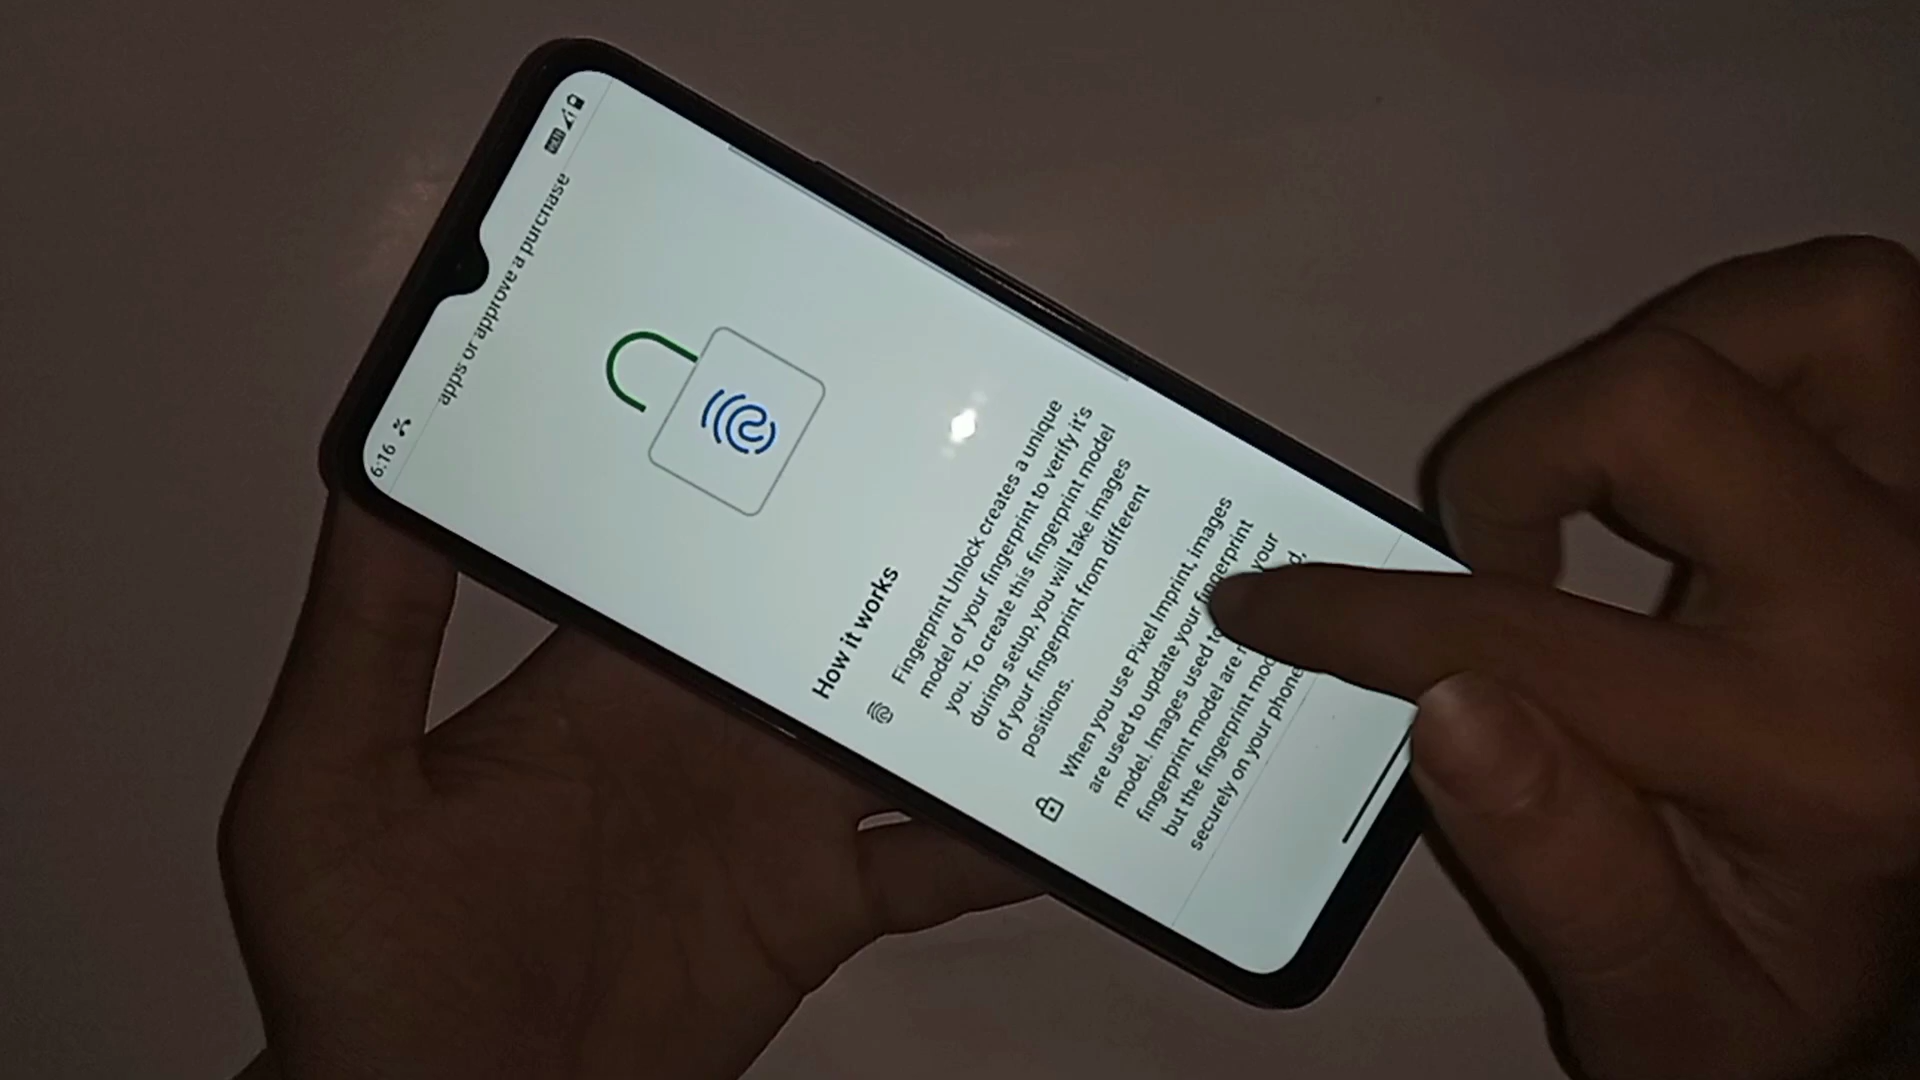 6:16
apps or approve a purchase
How it works
Fingerprint Unlock creates a unique
model of your fingerprint to verify it's
you. To create this fingerprint model
during setup, you will take images
of your fingerprint from different
positions.
When you use Pixel Imprint, images
are used to update your fingerprint
model. Images used to your
fingerprint model are
but the fingerprint
securely on your phone